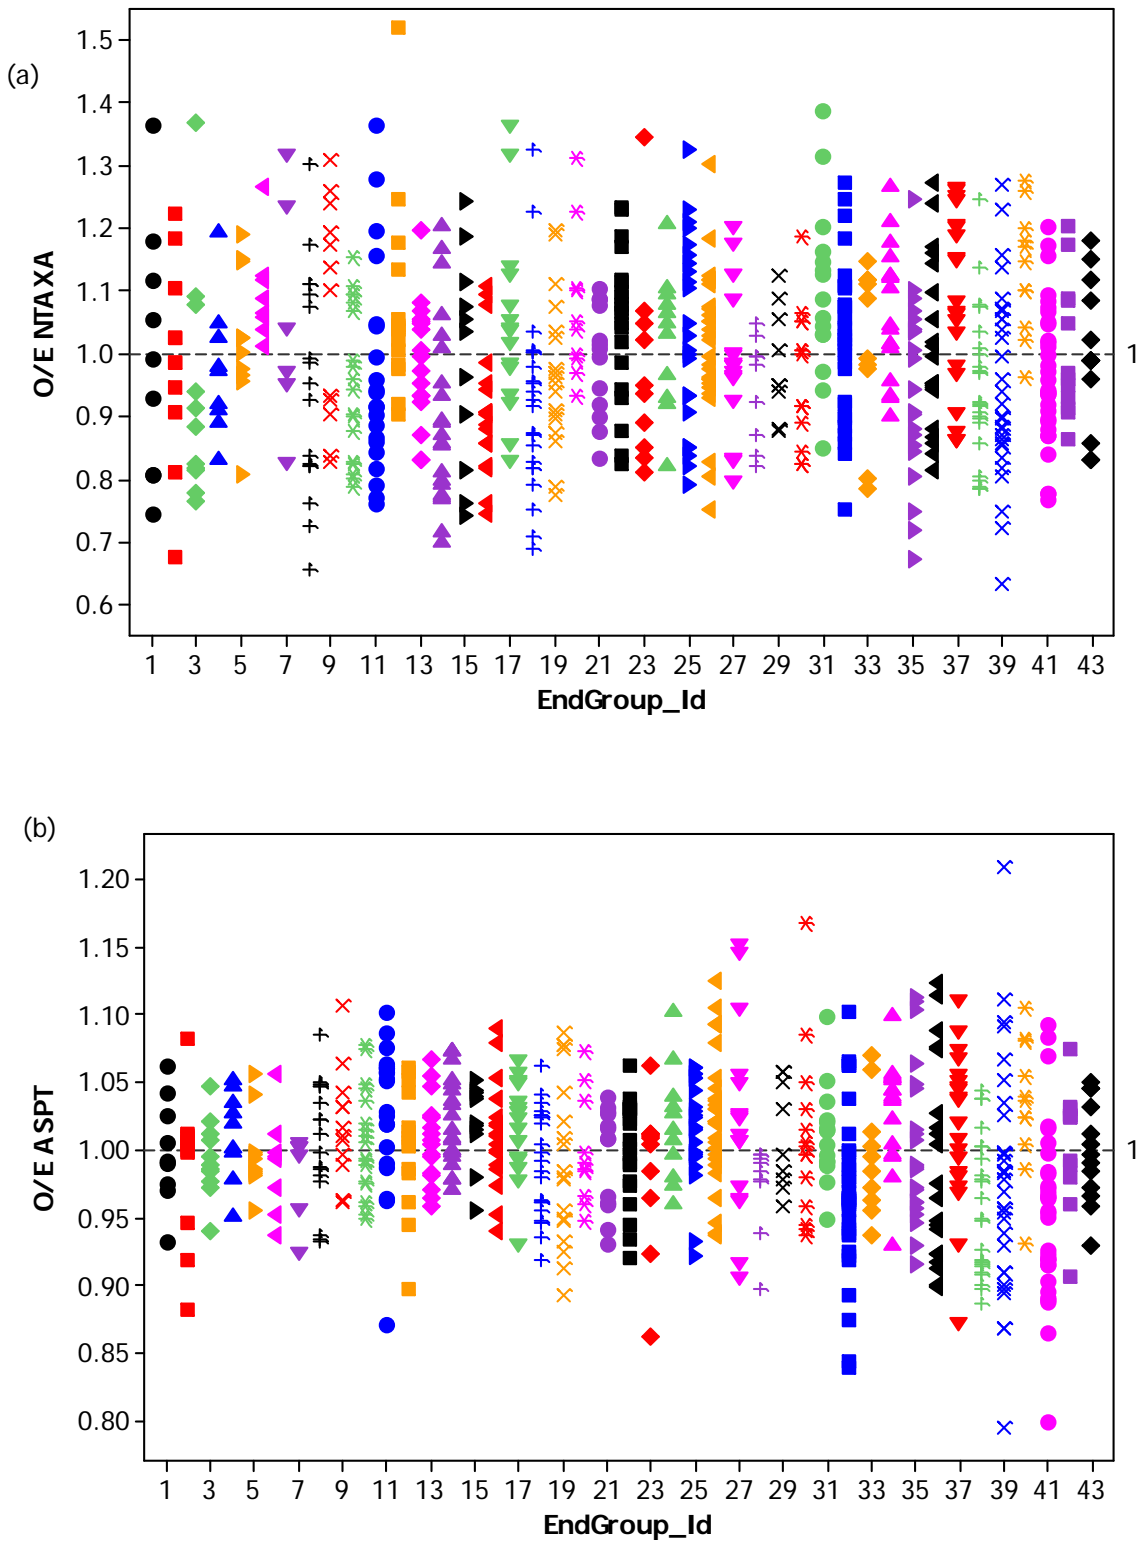 (a)
O/E NTAXA
1.5
1.4
1.3
1.2
1.1
1.0
0.9
0.8
0.7
0.6
1
1 3 5 7 9 11 13 15 17 19 21 23 25 27 29 31 33 35 37 39 41 43
EndGroup_Id
(b)
O/E ASPT
1.20
1.15
1.10
1.05
1.00
0.95
0.90
0.85
0.80
1
1 3 5 7 9 11 13 15 17 19 21 23 25 27 29 31 33 35 37 39 41 43
EndGroup_Id